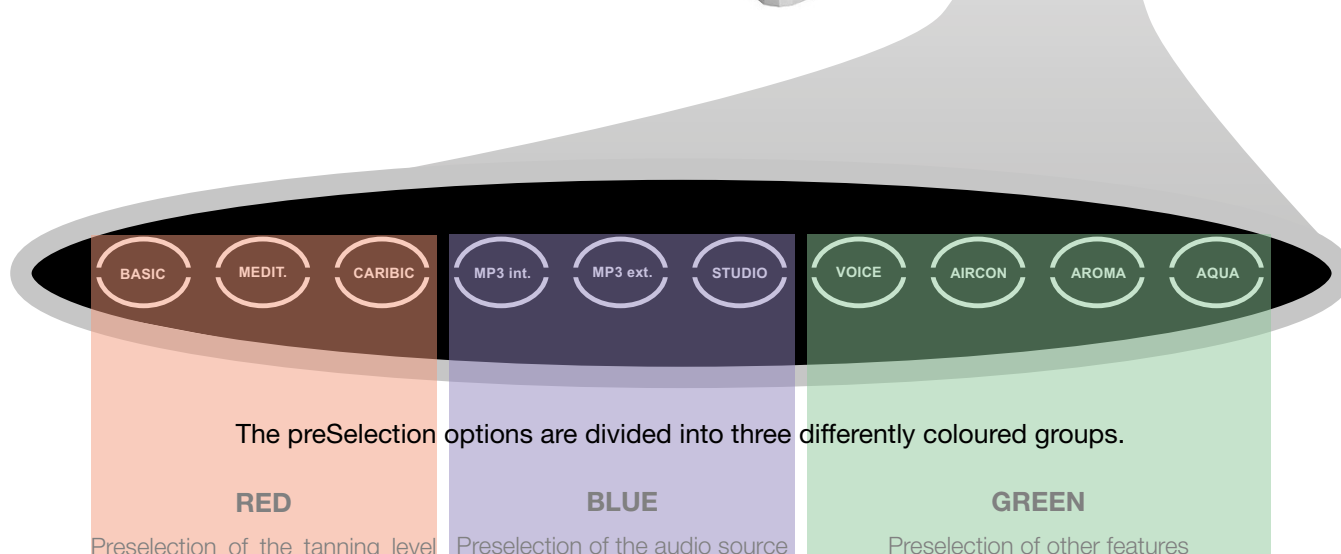 BASIC MEDIT. CARIBIC MP3 int. MP3 ext. STUDIO VOICE AIRCON AROMA AQUA
The preSelection options are divided into three differently coloured groups.
RED BLUE GREEN
Preselection of the tanning level Preselection of the audio source Preselection of other features